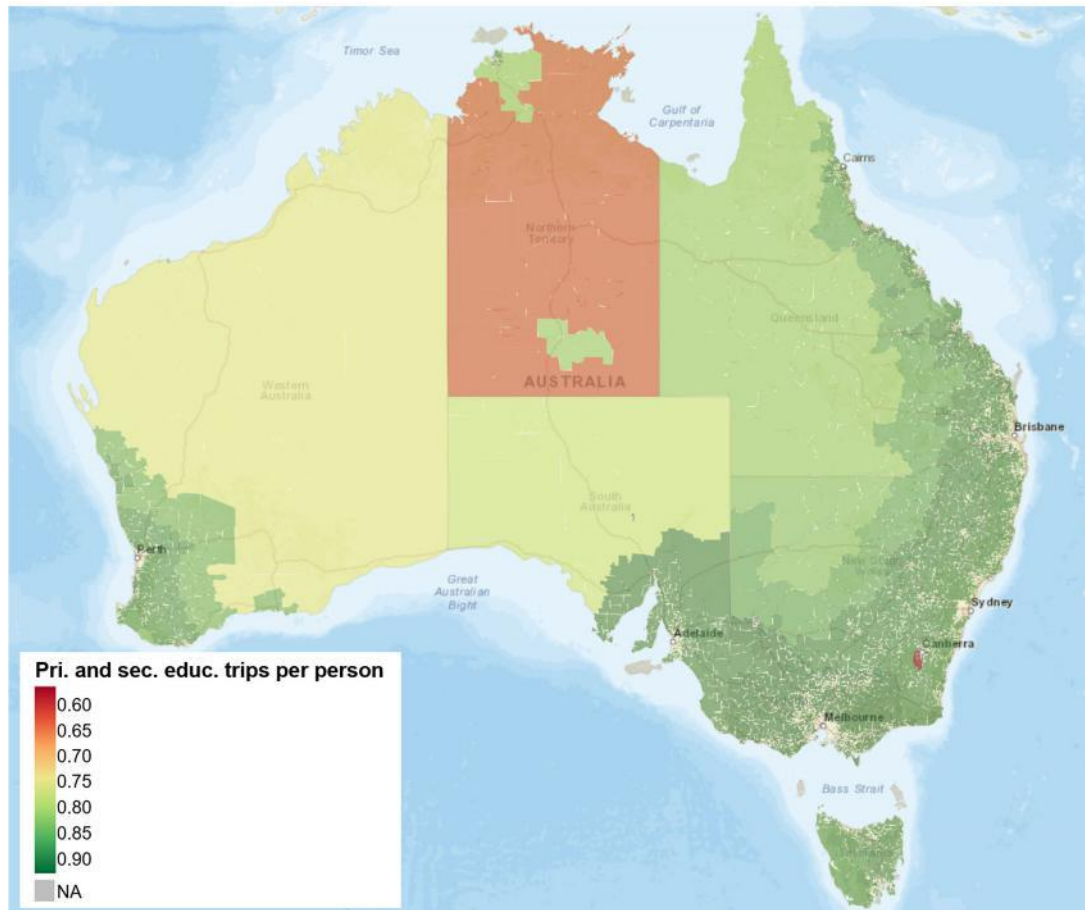 Timor Sea
Gulf of
Carpentaria
Cairns
Northern
Territory
Queensland
Western
Australia
AUSTRALIA
Brisbane
South
Australia
1
Perth
Great
Australian
Bight
Adelaide
Sydney
Canberra
Melbourne
Bass Strait
Pri. and sec. educ. trips per person
0.60
0.65
0.70
0.75
0.80
0.85
0.90
NA